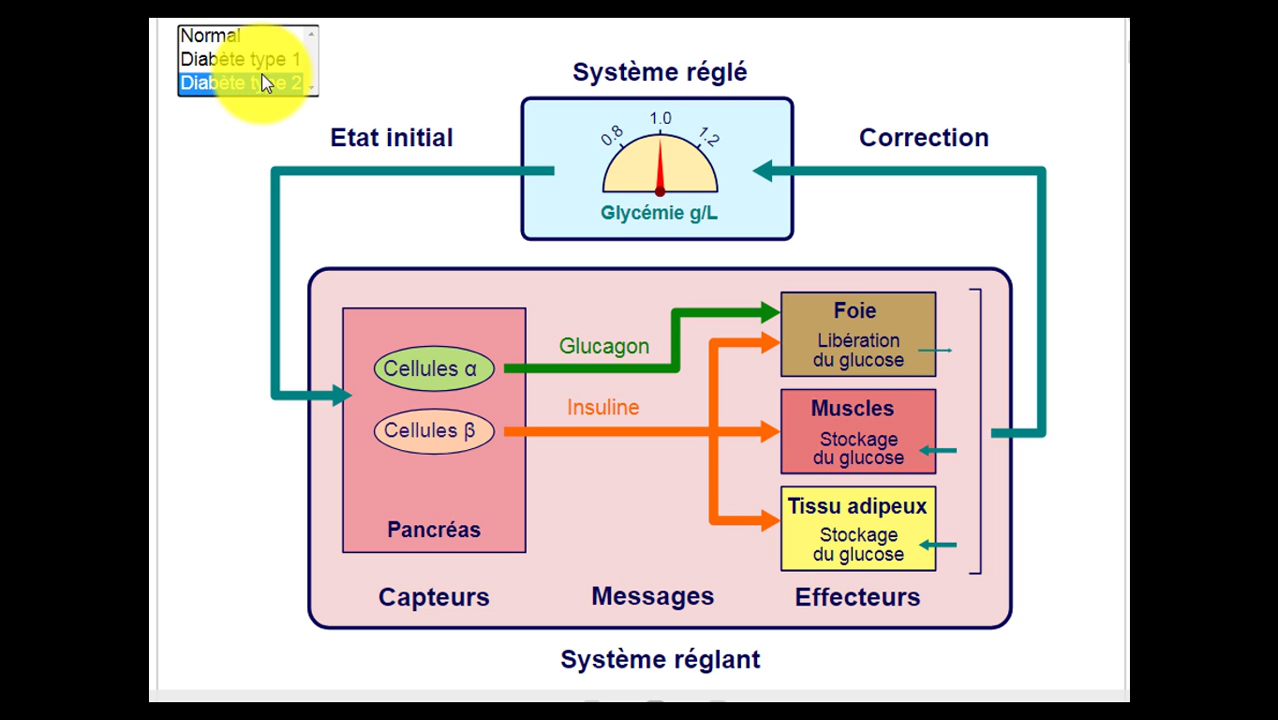 Normal
Diabète type 1
Diabète type 2
Système réglé
Etat initial
Correction
0.8
1.0
1.2
Glycémie g/L
Glucagon
Insuline
Cellules α
Cellules β
Pancréas
Foie
Libération
du glucose
Muscles
Stockage
du glucose
Tissu adipeux
Stockage
du glucose
Capteurs
Messages
Effecteurs
Système réglant